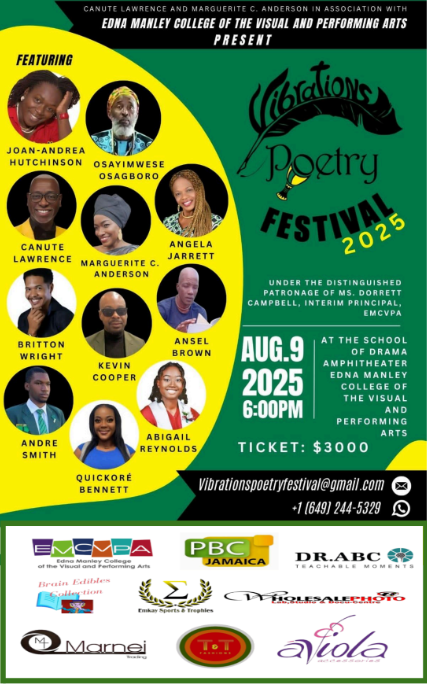 CANUTE LAWRENCE AND MARGUERITE C. ANDERSON IN ASSOCIATION WITH
EDNA MANLEY COLLEGE OF THE VISUAL AND PERFORMING ARTS
PRESENT
FEATURING
JOAN-ANDREA
HUTCHINSON
OSAYIMWESE
OSAGBORO
CANUTE
LAWRENCE
MARGUERITE C.
ANDERSON
ANGELA
JARRETT
BRITTON
WRIGHT
KEVIN
COOPER
ANSEL
BROWN
ANDRE
SMITH
QUICKORÉ
BENNETT
ABIGAIL
REYNOLDS
Vibrations
Poetry
FESTIVAL
2025
UNDER THE DISTINGUISHED
PATRONAGE OF MS. DORRETT
CAMPBELL, INTERIM PRINCIPAL,
EMCVPA
AUG.9
2025
6:00PM
AT THE SCHOOL
OF DRAMA
AMPHITHEATER
EDNA MANLEY
COLLEGE OF
THE VISUAL
AND
PERFORMING
ARTS
TICKET: $3000
Vibrationspoetryfestival@gmail.com
+1 (649) 244-5329
EMCVPA
Edna Manley College
of the Visual and Performing Arts
PBC
JAMAICA
DR.ABC
TEACHABLE MOMENTS
Brain Edibles
Collection
Emkay Sports & Trophies
WHOLESALEPHOTO
Lab, Studio & Documentre
Marnei
Trading
T&T
aViola